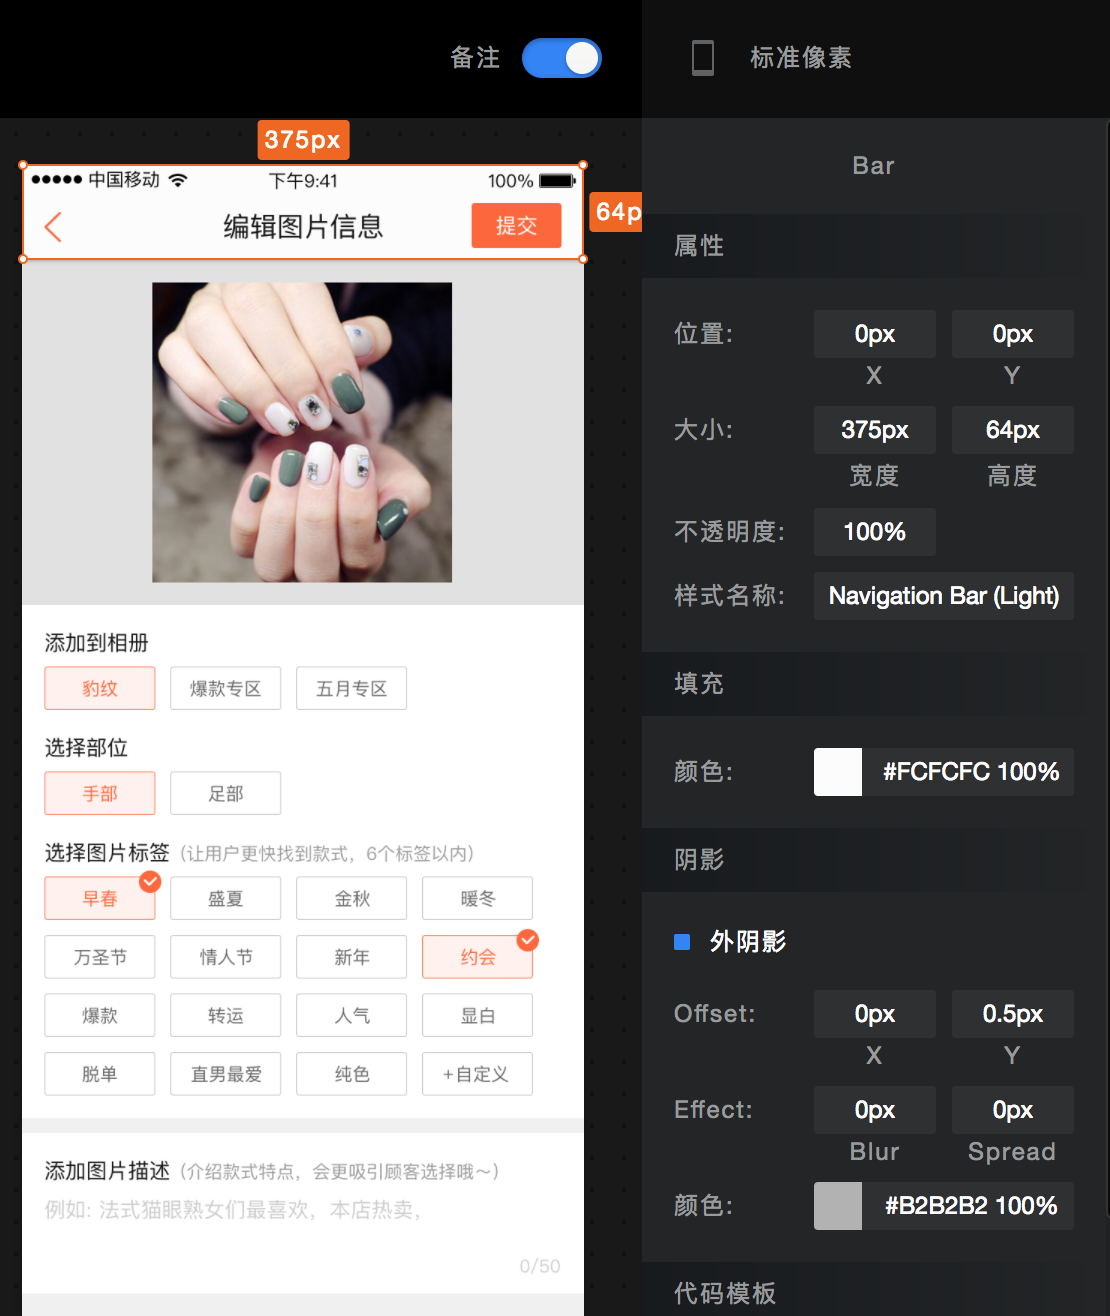 备注
标准像素
375px
中国移动 下午9:41 100%
64p
编辑图片信息 提交
添加到相册
豹纹 爆款专区 五月专区
选择部位
手部 足部
选择图片标签（让用户更快找到款式，6个标签以内）
早春 盛夏 金秋 暖冬
万圣节 情人节 新年 约会
爆款 转运 人气 显白
脱单 直男最爱 纯色 +自定义
添加图片描述（介绍款式特点，会更吸引顾客选择哦～）
例如: 法式猫眼熟女们最喜欢，本店热卖，
0/50
Bar
属性
位置: 0px 0px
X Y
大小: 375px 64px
宽度 高度
不透明度: 100%
样式名称: Navigation Bar (Light)
填充
颜色: #FCFCFC 100%
阴影
外阴影
Offset: 0px 0.5px
X Y
Effect: 0px 0px
Blur Spread
颜色: #B2B2B2 100%
代码模板